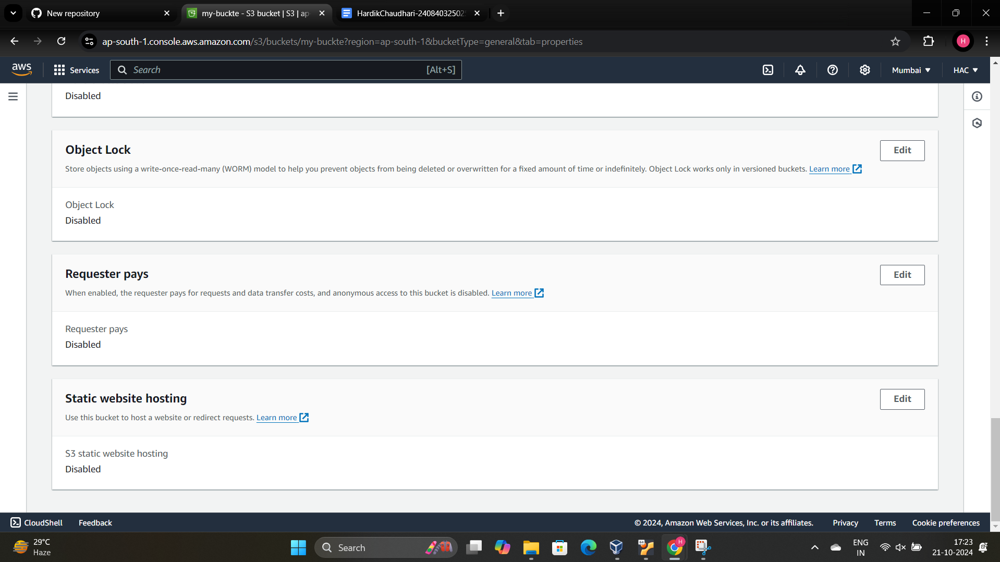 New repository
my-buckte - S3 bucket | S3 | ap
HardikChaudhari-24084032502
ap-south-1.console.aws.amazon.com/s3/buckets/my-buckte?region=ap-south-1&bucketType=general&tab=properties
H
aws
Services
Search
[Alt+S]
Mumbai
HAC
Disabled
Object Lock
Edit
Store objects using a write-once-read-many (WORM) model to help you prevent objects from being deleted or overwritten for a fixed amount of time or indefinitely. Object Lock works only in versioned buckets. Learn more
Object Lock
Disabled
Requester pays
Edit
When enabled, the requester pays for requests and data transfer costs, and anonymous access to this bucket is disabled. Learn more
Requester pays
Disabled
Static website hosting
Edit
Use this bucket to host a website or redirect requests. Learn more
S3 static website hosting
Disabled
CloudShell
Feedback
© 2024, Amazon Web Services, Inc. or its affiliates.
Privacy
Terms
Cookie preferences
29°C
Haze
Search
64
H
ENG
IN
17:23
21-10-2024